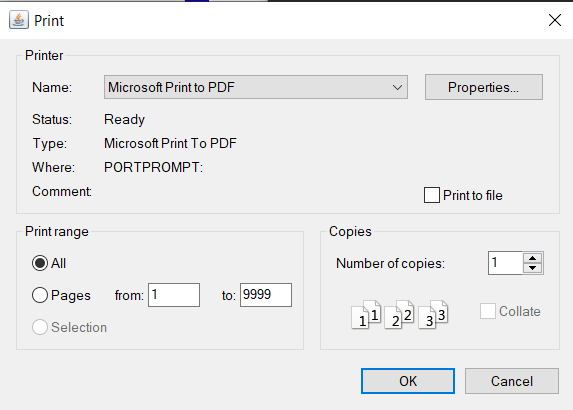 Print
Printer
Name: Microsoft Print to PDF Properties...
Status: Ready
Type: Microsoft Print To PDF
Where: PORTPROMPT:
Comment:
Print to file
Print range
All
Pages from: 1 to: 9999
Selection
Copies
Number of copies: 1
1 1 2 2 3 3 Collate
OK Cancel